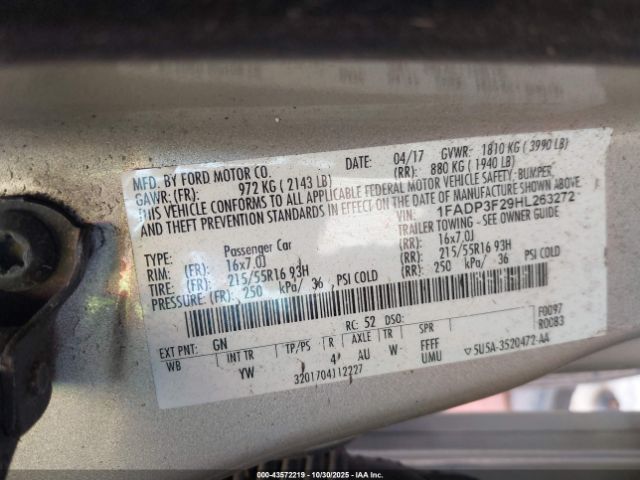 MFD. BY FORD MOTOR CO. DATE: 04/17 GVWR: 1810 KG ( 3990 LB)
GAWR: (FR): 972 KG ( 2143 LB) (RR): 880 KG ( 1940 LB)
THIS VEHICLE CONFORMS TO ALL APPLICABLE FEDERAL MOTOR VEHICLE SAFETY, BUMPER,
AND THEFT PREVENTION STANDARDS IN EFFECT ON THE DATE OF MANUFACTURE SHOWN ABOVE.
VIN: 1FADP3F29HL263272
TYPE: Passenger Car TRAILER TOWING - SEE OWNER GUIDE
RIM: (FR): 16x7.0J (RR): 16x7.0J
TIRE: (FR): 215/55R16 93H (RR): 215/55R16 93H
PRESSURE: (FR): 250 kPa/ 36 PSI COLD (RR): 250 kPa/ 36 PSI COLD
EXT PNT: GN RC: 52 DSO: F0097
R0083
WB INT TR TP/PS R AXLE TR SPR
YW 4 AU W FFFF
UMU
3201704112227
▽5U5A-3520472-AA
000-43572219 | 10/30/2025 | IAA Inc.